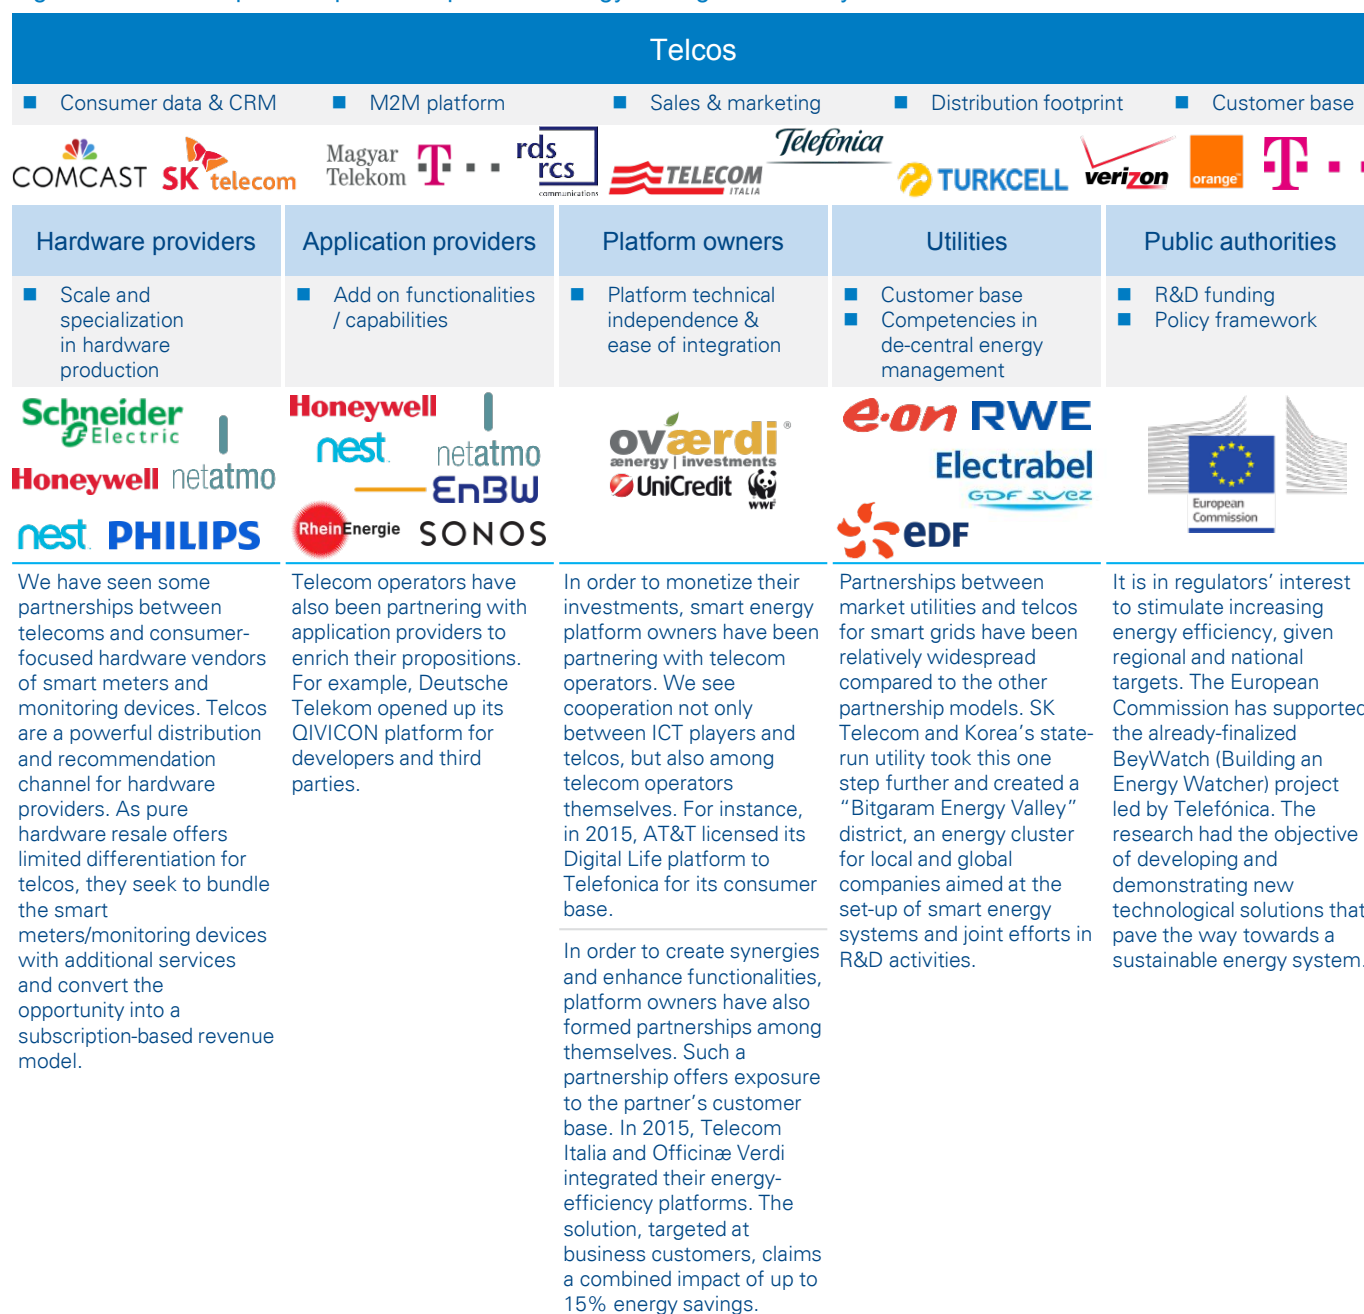 Telcos
Consumer data & CRM
M2M platform
Sales & marketing
Distribution footprint
Customer base
COMCAST
SK telecom
Magyar
Telekom
T
rds
rcs
communications
TELECOM
ITALIA
Telefonica
TURKCELL
verizon
orange
T
Hardware providers
Application providers
Platform owners
Utilities
Public authorities
Scale and
specialization
in hardware
production
Add on functionalities
/ capabilities
Platform technical
independence &
ease of integration
Customer base
Competencies in
de-central energy
management
R&D funding
Policy framework
Schneider
Electric
Honeywell
netatmo
nest
PHILIPS
Honeywell
nest
netatmo
EnBW
RheinEnergie
SONOS
oværdi®
ænergy | investments
UniCredit
WWF
e.on
RWE
Electrabel
GDF SUEZ
eDF
European
Commission
We have seen some
partnerships between
telecoms and consumer-
focused hardware vendors
of smart meters and
monitoring devices. Telcos
are a powerful distribution
and recommendation
channel for hardware
providers. As pure
hardware resale offers
limited differentiation for
telcos, they seek to bundle
the smart
meters/monitoring devices
with additional services
and convert the
opportunity into a
subscription-based revenue
model.
Telecom operators have
also been partnering with
application providers to
enrich their propositions.
For example, Deutsche
Telekom opened up its
QIVICON platform for
developers and third
parties.
In order to monetize their
investments, smart energy
platform owners have been
partnering with telecom
operators. We see
cooperation not only
between ICT players and
telcos, but also among
telecom operators
themselves. For instance,
in 2015, AT&T licensed its
Digital Life platform to
Telefonica for its consumer
base.
In order to create synergies
and enhance functionalities,
platform owners have also
formed partnerships among
themselves. Such a
partnership offers exposure
to the partner's customer
base. In 2015, Telecom
Italia and Officinæ Verdi
integrated their energy-
efficiency platforms. The
solution, targeted at
business customers, claims
a combined impact of up to
15% energy savings.
Partnerships between
market utilities and telcos
for smart grids have been
relatively widespread
compared to the other
partnership models. SK
Telecom and Korea's state-
run utility took this one
step further and created a
"Bitgaram Energy Valley"
district, an energy cluster
for local and global
companies aimed at the
set-up of smart energy
systems and joint efforts in
R&D activities.
It is in regulators' interest
to stimulate increasing
energy efficiency, given
regional and national
targets. The European
Commission has supported
the already-finalized
BeyWatch (Building an
Energy Watcher) project
led by Telefónica. The
research had the objective
of developing and
demonstrating new
technological solutions that
pave the way towards a
sustainable energy system.